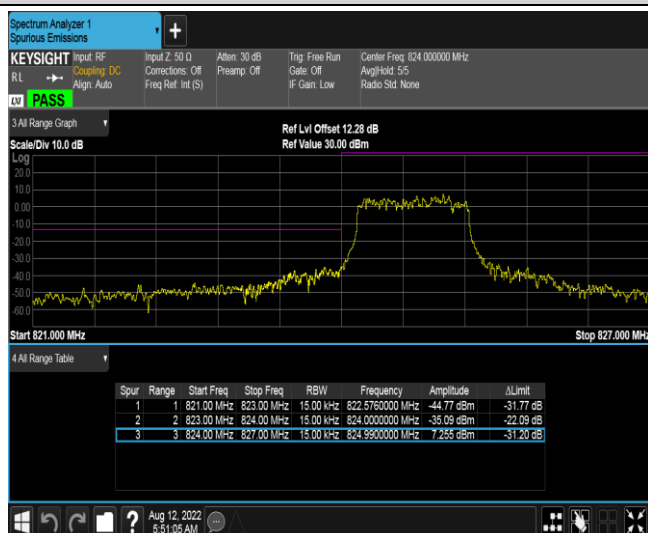 Spectrum Analyzer 1
Spurious Emissions
+
KEYSIGHT Input: RF Input Z: 50 Ω Atten: 30 dB Trig: Free Run Center Freq: 824.000000 MHz
RL Coupling: DC Corrections: Off Preamp: Off Gate: Off Avg|Hold: 5/5
Align: Auto Freq Ref: Int (S) IF Gain: Low Radio Std: None
LXI PASS
3 All Range Graph
Ref Lvl Offset 12.28 dB
Scale/Div 10.0 dB Ref Value 30.00 dBm
Log
20.0
10.0
0.00
-10.0
-20.0
-30.0
-40.0
-50.0
-60.0
Start 821.000 MHz Stop 827.000 MHz
4 All Range Table
Spur Range Start Freq Stop Freq RBW Frequency Amplitude ΔLimit
1 1 821.00 MHz 823.00 MHz 15.00 kHz 822.5760000 MHz -44.77 dBm -31.77 dB
2 2 823.00 MHz 824.00 MHz 15.00 kHz 824.0000000 MHz -35.09 dBm -22.09 dB
3 3 824.00 MHz 827.00 MHz 15.00 kHz 824.9900000 MHz 7.255 dBm -31.20 dB
? Aug 12, 2022
5:51:05 AM